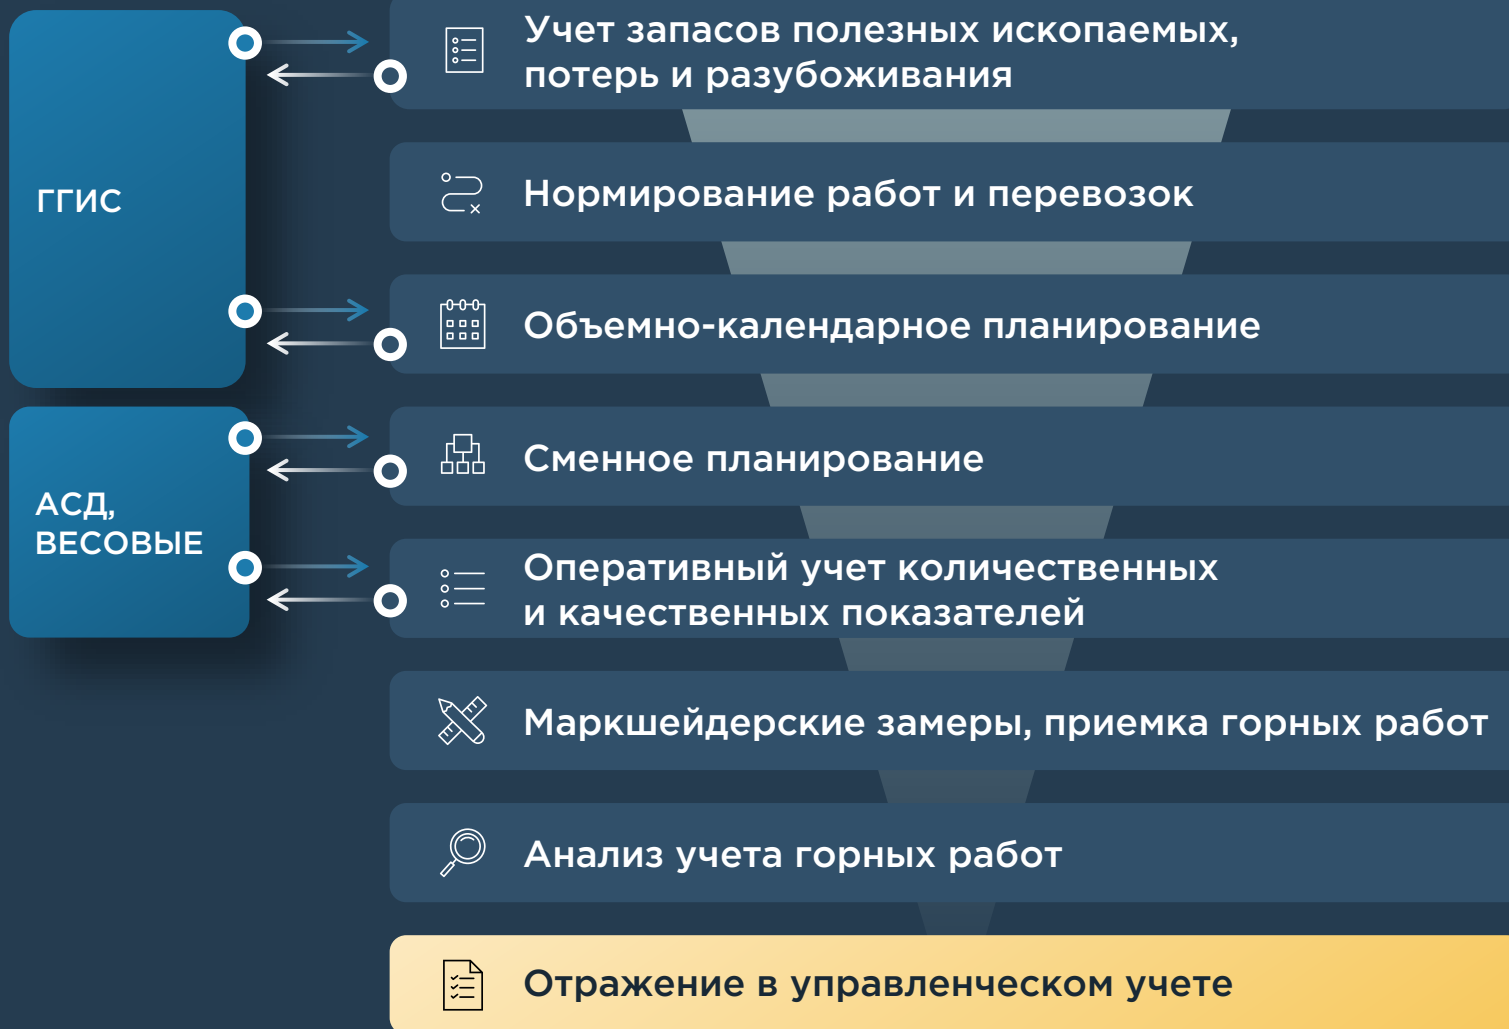 Учет запасов полезных ископаемых,
потерь и разубоживания
ГГИС
Нормирование работ и перевозок
Объемно-календарное планирование
Сменное планирование
АСД,
ВЕСОВЫЕ
Оперативный учет количественных
и качественных показателей
Маркшейдерские замеры, приемка горных работ
Анализ учета горных работ
Отражение в управленческом учете